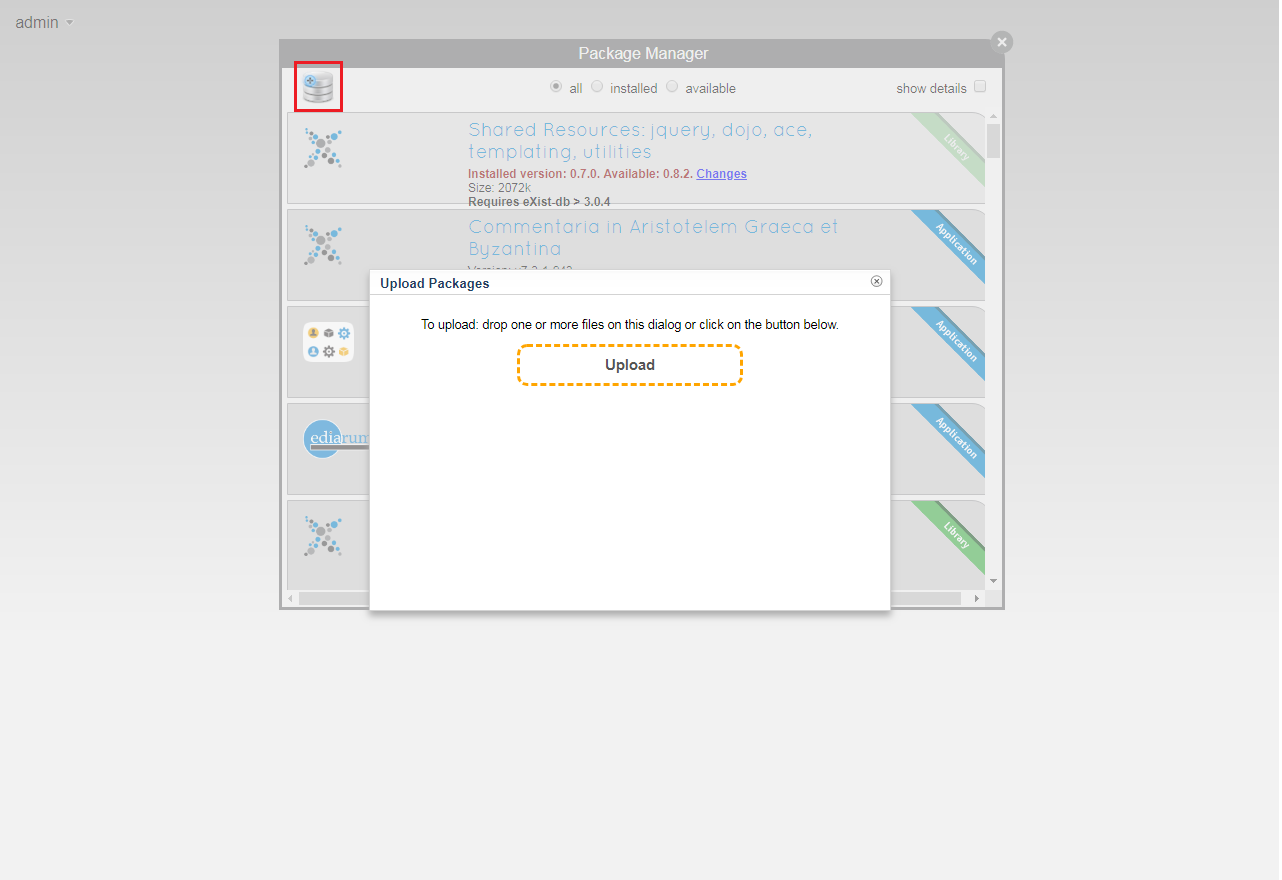 admin
Package Manager
all installed available
show details
Shared Resources: jquery, dojo, ace,
templating, utilities
Installed version: 0.7.0. Available: 0.8.2. Changes
Size: 2072k
Requires eXist-db > 3.0.4
Library
Commentaria in Aristotelem Graeca et
Byzantina
Application
Upload Packages
To upload: drop one or more files on this dialog or click on the button below.
Upload
Application
ediarum
Application
Library